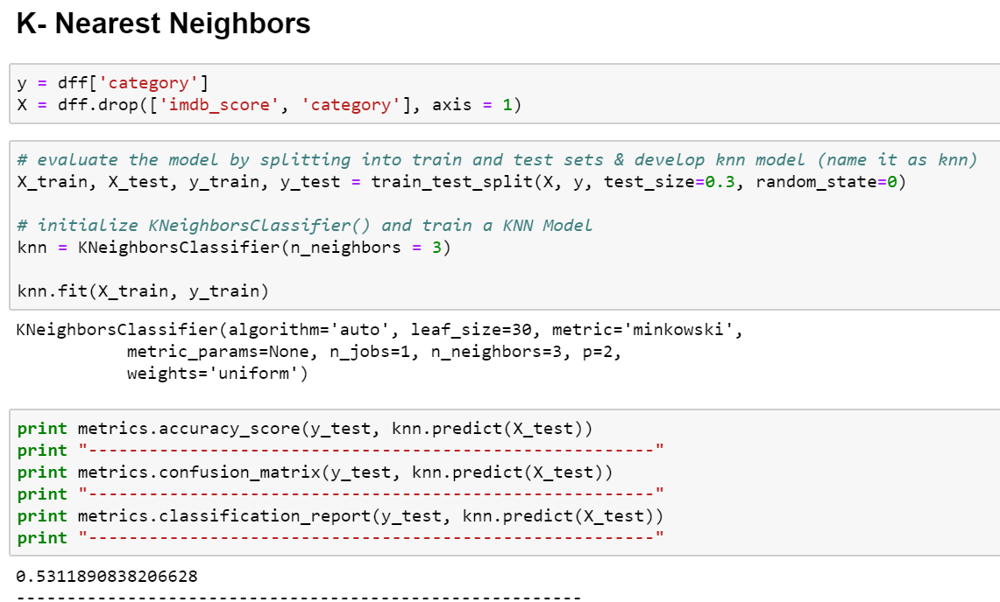 K- Nearest Neighbors
y = dff['category']
X = dff.drop(['imdb_score', 'category'], axis = 1)
# evaluate the model by splitting into train and test sets & develop knn model (name it as knn)
X_train, X_test, y_train, y_test = train_test_split(X, y, test_size=0.3, random_state=0)
# initialize KNeighborsClassifier() and train a KNN Model
knn = KNeighborsClassifier(n_neighbors = 3)
knn.fit(X_train, y_train)
KNeighborsClassifier(algorithm='auto', leaf_size=30, metric='minkowski',
metric_params=None, n_jobs=1, n_neighbors=3, p=2,
weights='uniform')
print metrics.accuracy_score(y_test, knn.predict(X_test))
print "--------------------------------------------------------"
print metrics.confusion_matrix(y_test, knn.predict(X_test))
print "--------------------------------------------------------"
print metrics.classification_report(y_test, knn.predict(X_test))
print "--------------------------------------------------------"
0.5311890838206628
--------------------------------------------------------